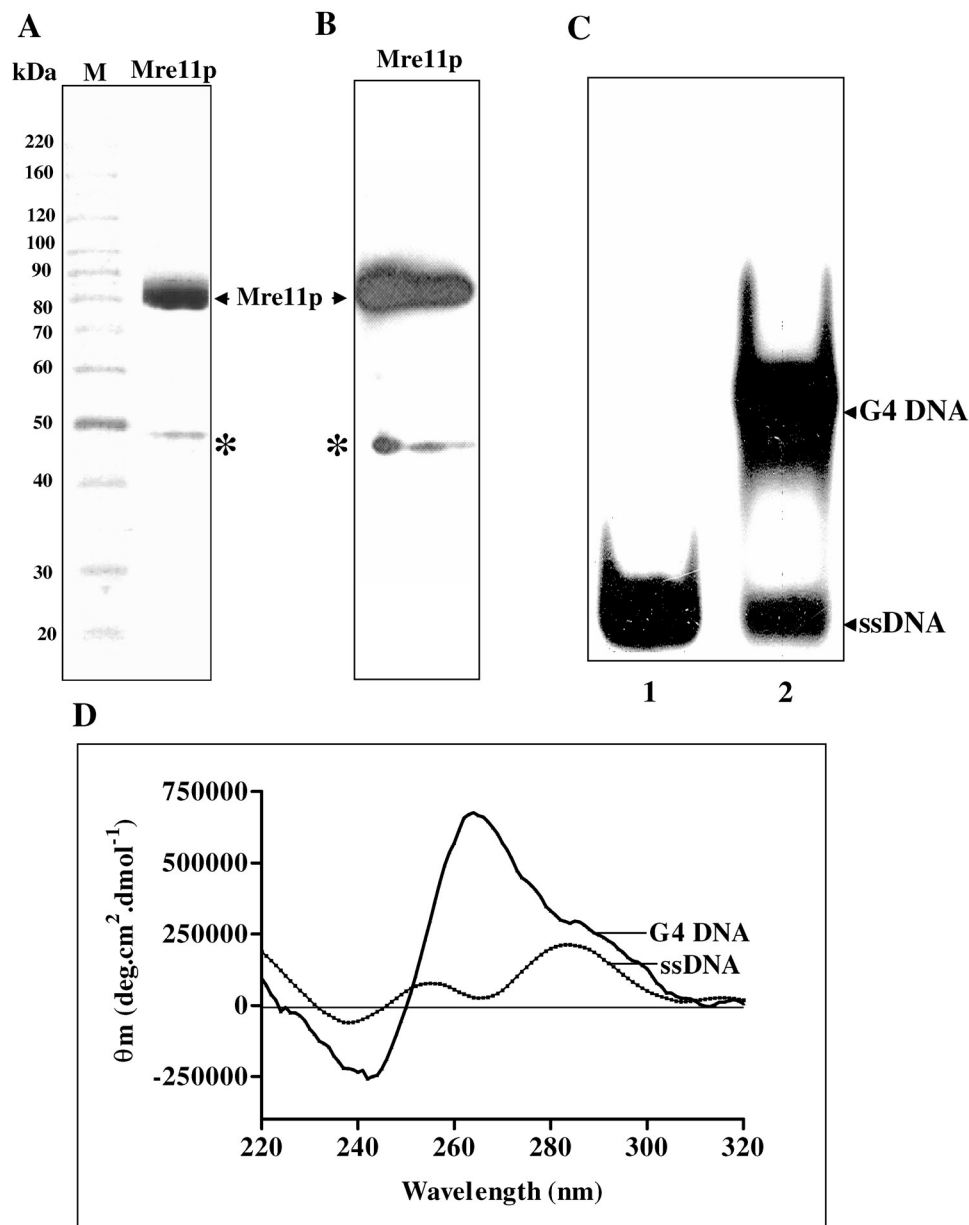 A
kDa
M
Mre11p
220
160
120
100
90
80
70
60
50
40
30
20
Mre11p
*
B
Mre11p
*
C
G4 DNA
ssDNA
1
2
D
θm (deg.cm².dmol⁻¹)
750000
500000
250000
0
-250000
G4 DNA
ssDNA
220 240 260 280 300 320
Wavelength (nm)